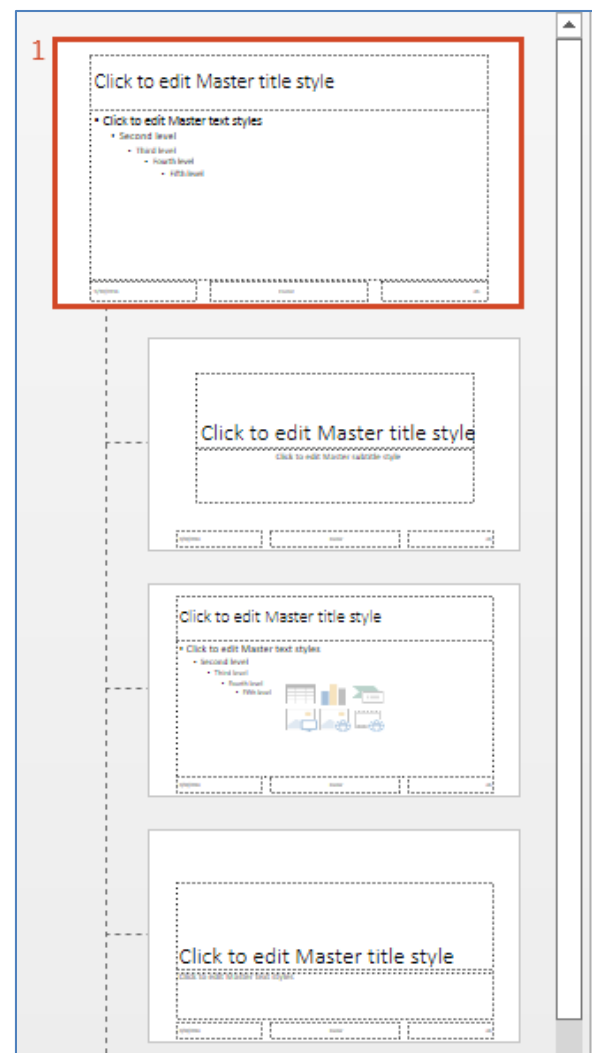 1
Click to edit Master title style
• Click to edit Master text styles
• Second level
• Third level
• Fourth level
• Fifth level
Click to edit Master title style
Click to edit Master subtitle style
Click to edit Master title style
• Click to edit Master text styles
• Second level
• Third level
• Fourth level
• Fifth level
Click to edit Master title style
Click to edit Master text styles